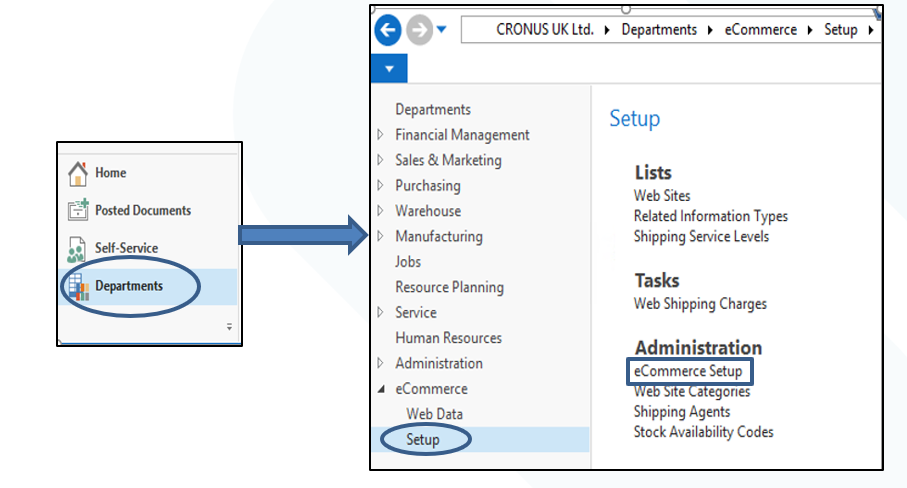 Home
Posted Documents
Self-Service
Departments
CRONUS UK Ltd. Departments eCommerce Setup
Departments
Financial Management
Sales & Marketing
Purchasing
Warehouse
Manufacturing
Jobs
Resource Planning
Service
Human Resources
Administration
eCommerce
Web Data
Setup
Setup
Lists
Web Sites
Related Information Types
Shipping Service Levels
Tasks
Web Shipping Charges
Administration
eCommerce Setup
Web Site Categories
Shipping Agents
Stock Availability Codes